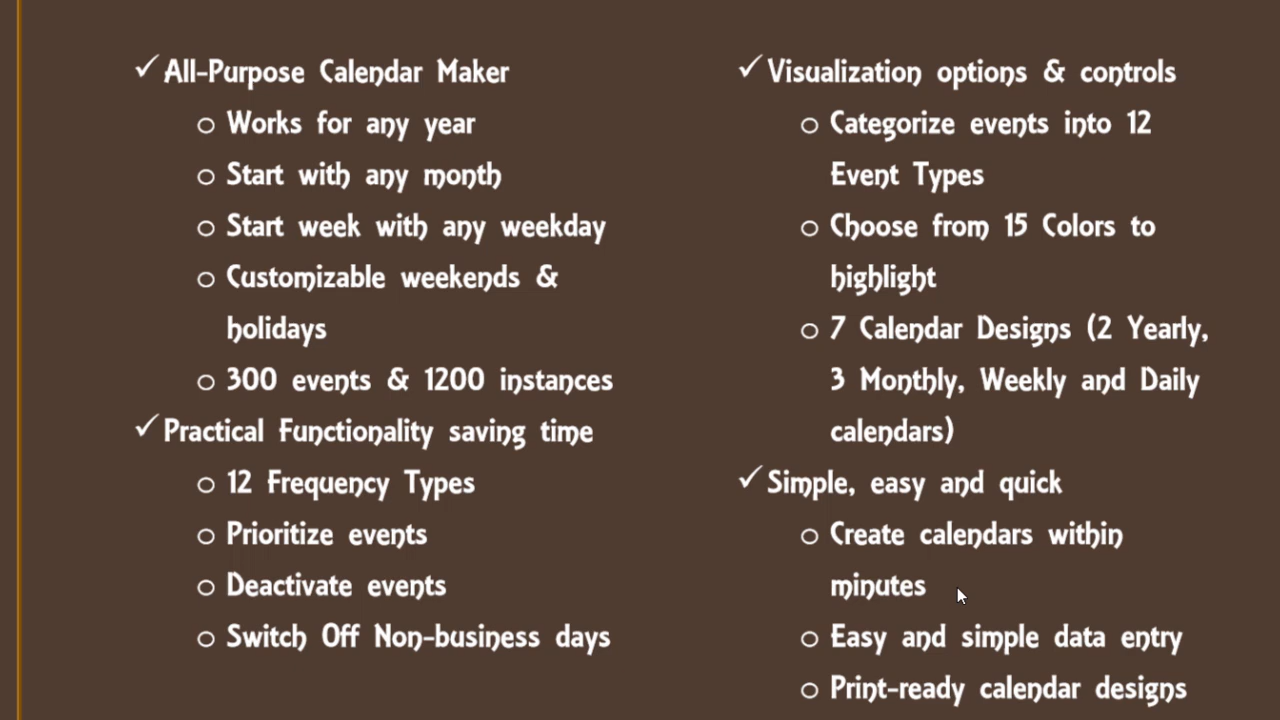 ✓ All-Purpose Calendar Maker
o Works for any year
o Start with any month
o Start week with any weekday
o Customizable weekends &
holidays
o 300 events & 1200 instances
✓ Practical Functionality saving time
o 12 Frequency Types
o Prioritize events
o Deactivate events
o Switch Off Non-business days
✓ Visualization options & controls
o Categorize events into 12
Event Types
o Choose from 15 Colors to
highlight
o 7 Calendar Designs (2 Yearly,
3 Monthly, Weekly and Daily
calendars)
✓ Simple, easy and quick
o Create calendars within
minutes
o Easy and simple data entry
o Print-ready calendar designs